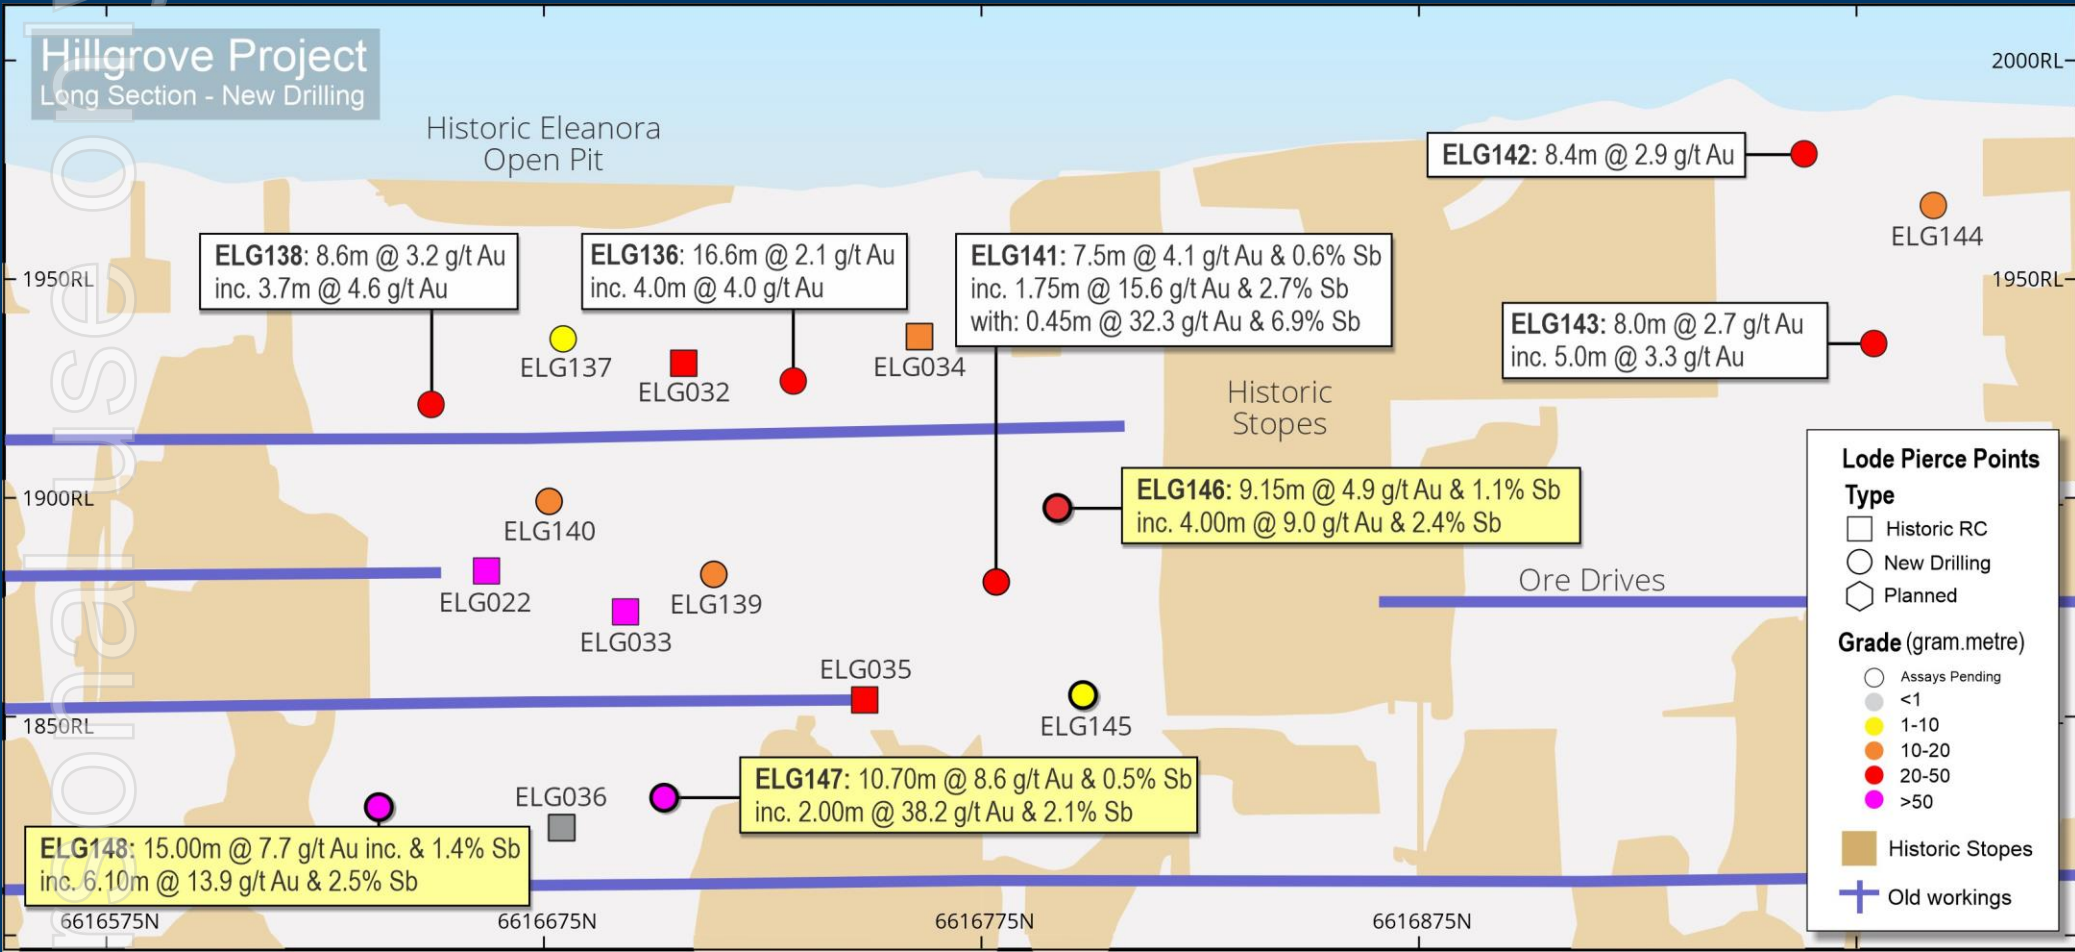 Hillgrove Project
Long Section - New Drilling
Historic Eleanora
Open Pit
2000RL
ELG142: 8.4m @ 2.9 g/t Au
ELG144
ELG138: 8.6m @ 3.2 g/t Au
inc. 3.7m @ 4.6 g/t Au
ELG136: 16.6m @ 2.1 g/t Au
inc. 4.0m @ 4.0 g/t Au
ELG141: 7.5m @ 4.1 g/t Au & 0.6% Sb
inc. 1.75m @ 15.6 g/t Au & 2.7% Sb
with: 0.45m @ 32.3 g/t Au & 6.9% Sb
1950RL
1950RL
ELG143: 8.0m @ 2.7 g/t Au
inc. 5.0m @ 3.3 g/t Au
ELG137
ELG032
ELG034
Historic
Stopes
1900RL
ELG146: 9.15m @ 4.9 g/t Au & 1.1% Sb
inc. 4.00m @ 9.0 g/t Au & 2.4% Sb
ELG140
ELG022
ELG139
ELG033
Ore Drives
ELG035
ELG145
1850RL
ELG147: 10.70m @ 8.6 g/t Au & 0.5% Sb
inc. 2.00m @ 38.2 g/t Au & 2.1% Sb
ELG036
ELG148: 15.00m @ 7.7 g/t Au inc. & 1.4% Sb
inc. 6.10m @ 13.9 g/t Au & 2.5% Sb
6616575N
6616675N
6616775N
6616875N
Lode Pierce Points
Type
Historic RC
New Drilling
Planned
Grade (gram.metre)
Assays Pending
<1
1-10
10-20
20-50
>50
Historic Stopes
Old workings
sonal use only